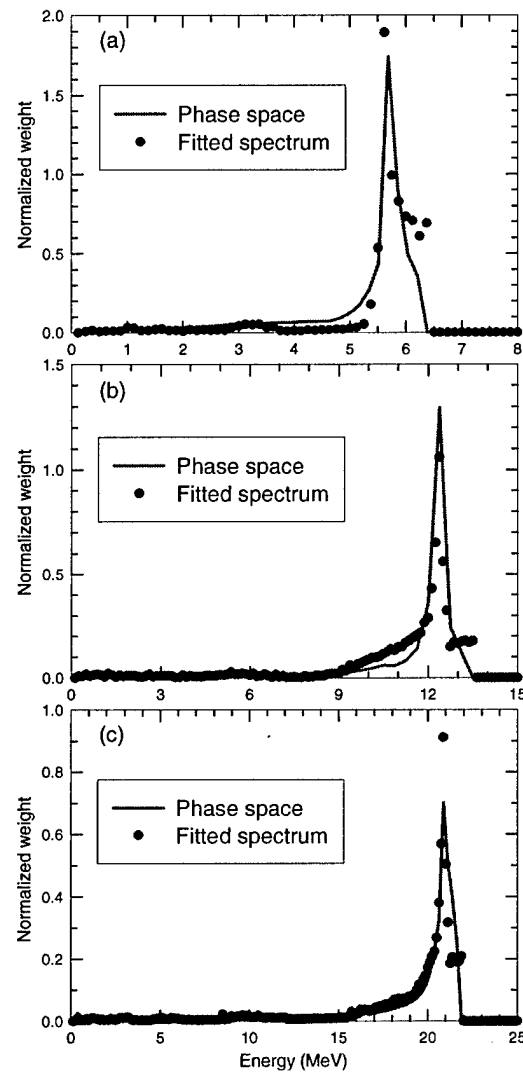 (a)
Phase space
Fitted spectrum
Normalized weight
2.0
1.5
1.0
0.5
0.0
0 1 2 3 4 5 6 7 8
(b)
Phase space
Fitted spectrum
Normalized weight
1.5
1.0
0.5
0.0
0 3 6 9 12 15
(c)
Phase space
Fitted spectrum
Normalized weight
1.0
0.8
0.6
0.4
0.2
0.0
0 5 10 15 20 25
Energy (MeV)